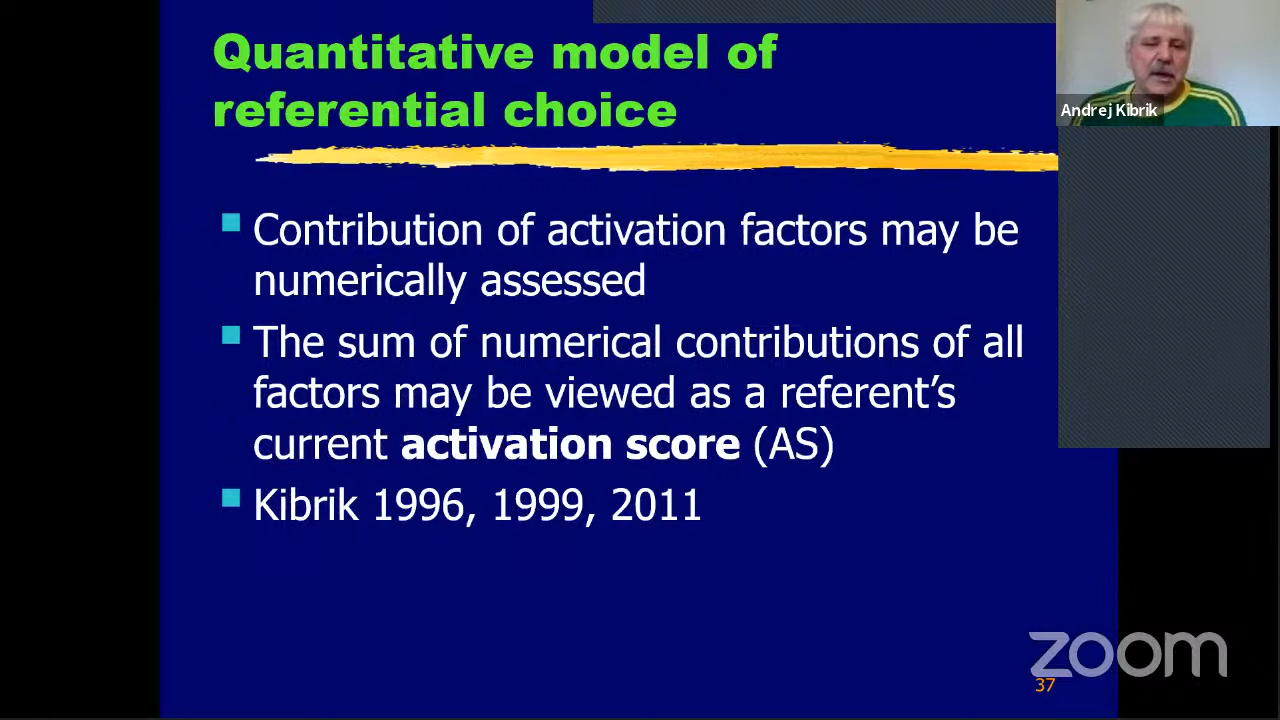 Quantitative model of
referential choice
Andrej Kibrik
Contribution of activation factors may be
numerically assessed
The sum of numerical contributions of all
factors may be viewed as a referent’s
current activation score (AS)
Kibrik 1996, 1999, 2011
zoom
37